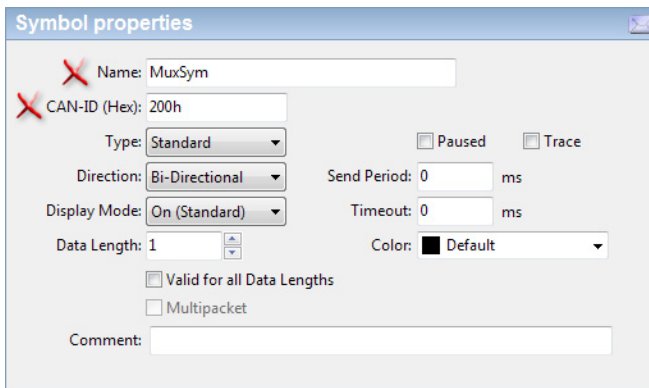 Symbol properties
Name: MuxSym
CAN-ID (Hex): 200h
Type: Standard Paused Trace
Direction: Bi-Directional Send Period: 0 ms
Display Mode: On (Standard) Timeout: 0 ms
Data Length: 1 Color: Default
Valid for all Data Lengths
Multipacket
Comment: